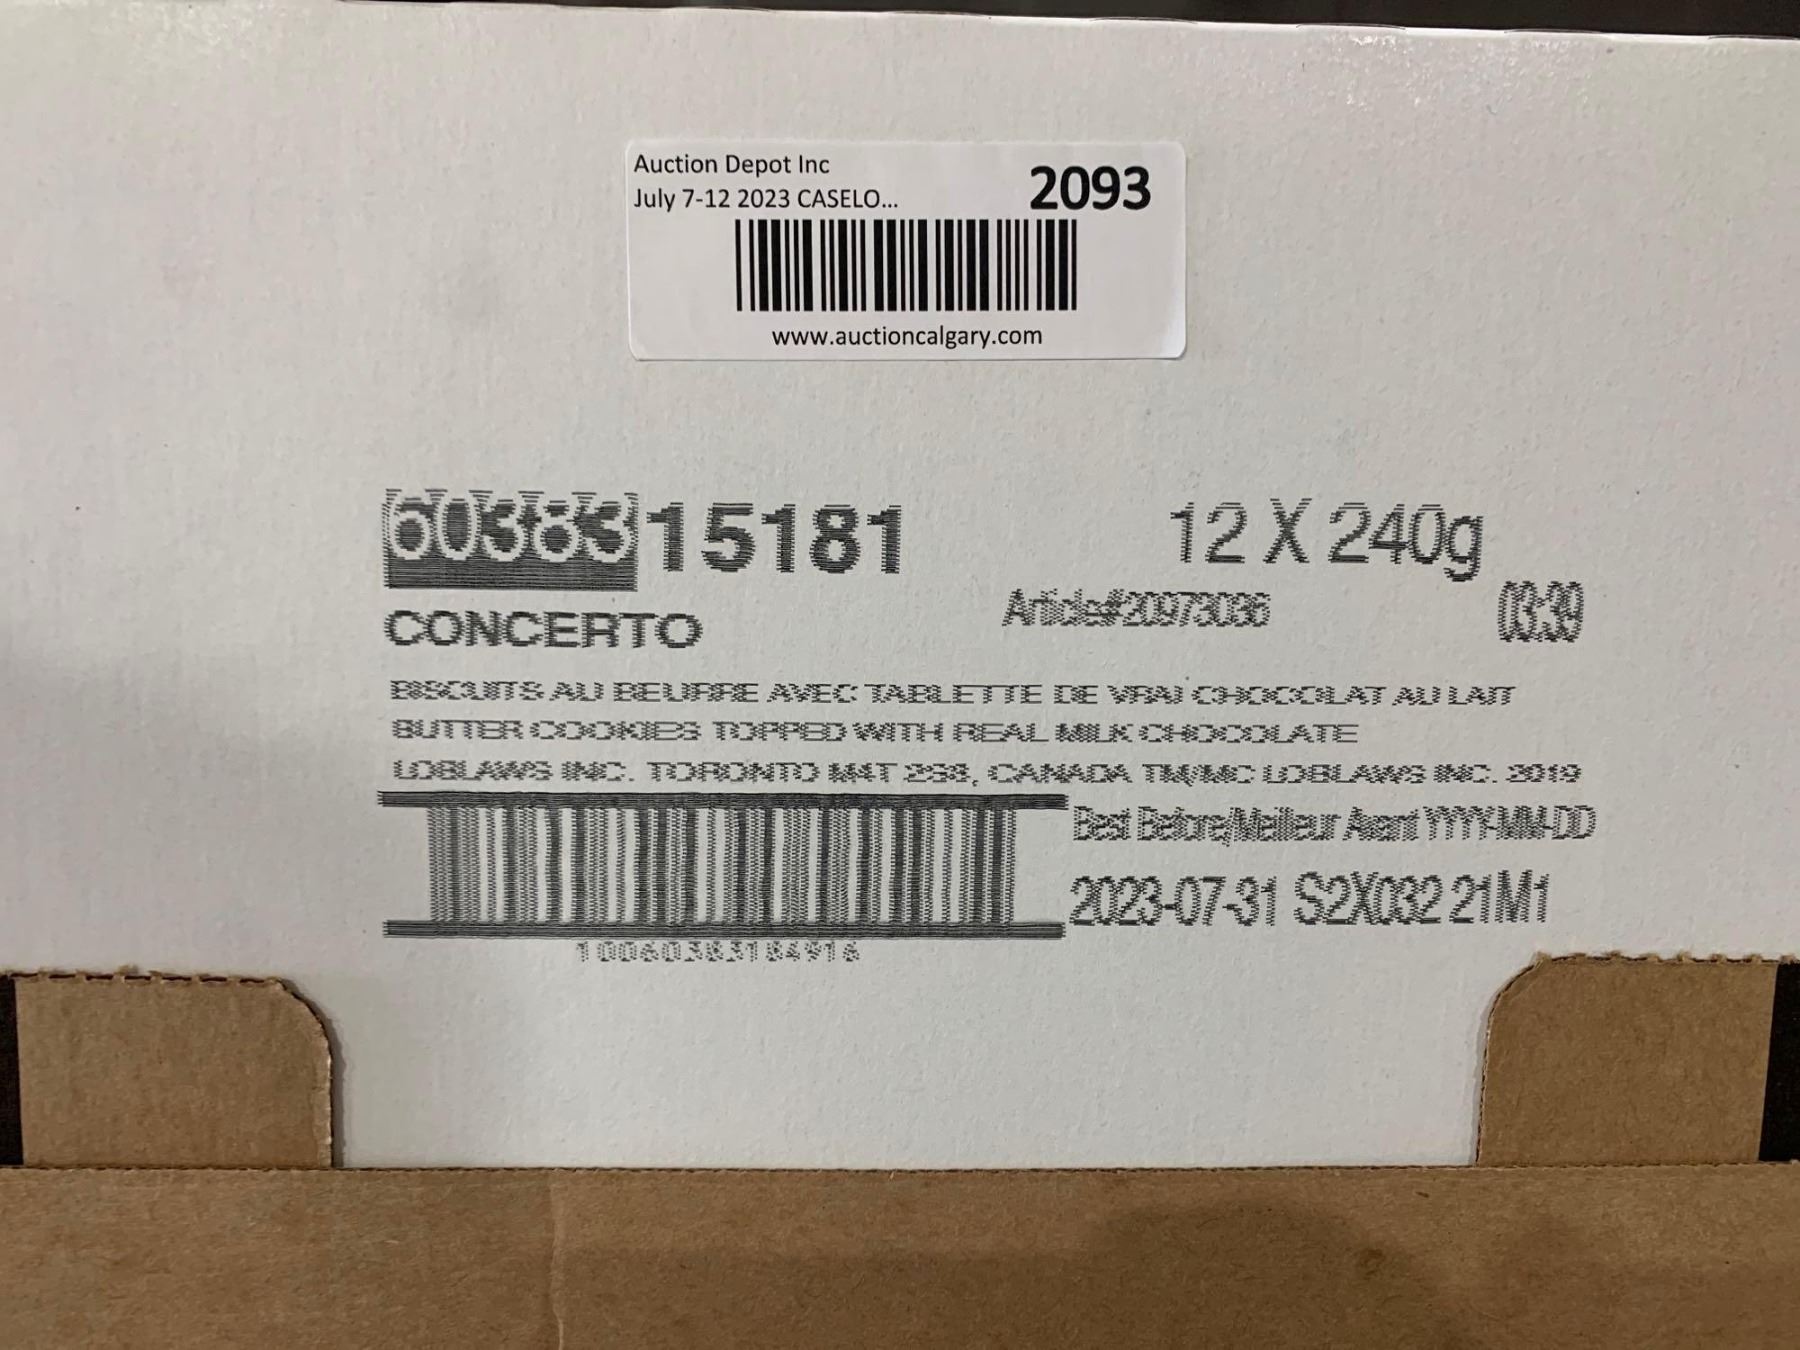 Auction Depot Inc
July 7-12 2023 CASELO...
2093
www.auctioncalgary.com
60383 15181
12 X 240g
Article#20973036
03:39
CONCERTO
BISCUITS AU BEURRE AVEC TABLETTE DE VRAI CHOCOLAT AU LAIT
BUTTER COOKIES TOPPED WITH REAL MILK CHOCOLATE
LOBLAWS INC. TORONTO M4T 2S8, CANADA TM/MC LOBLAWS INC. 2019
Best Before/Meilleur Avant YYYY-MM-DD
2023-07-31 S2X032 21M1
10060383184916